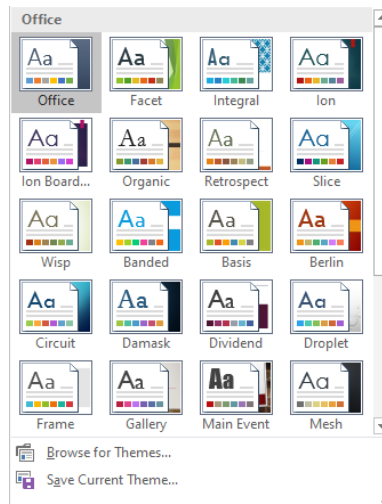 Office
Aa Aa Aa Aa
Office Facet Integral Ion
Aa Aa Aa Aa
Ion Board... Organic Retrospect Slice
Aa Aa Aa Aa
Wisp Banded Basis Berlin
Aa Aa Aa Aa
Circuit Damask Dividend Droplet
Aa Aa Aa Aa
Frame Gallery Main Event Mesh
Browse for Themes...
Save Current Theme...